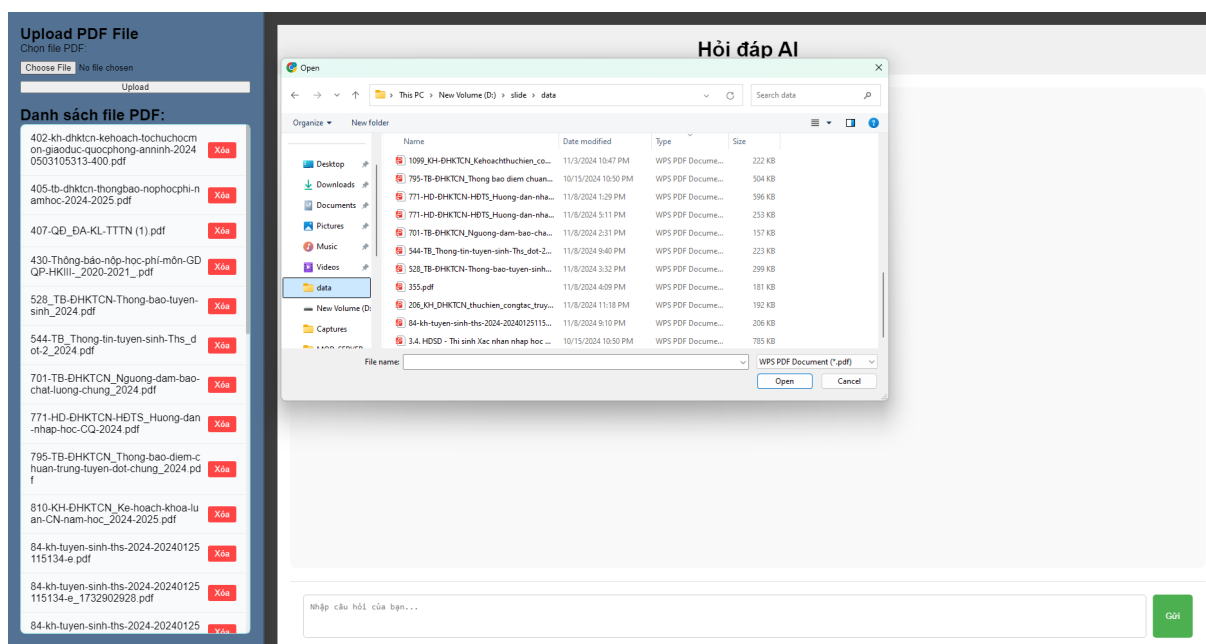 Upload PDF File
Chọn file PDF:
Choose File No file chosen
Upload
Danh sách file PDF:
402-kh-dhktcn-kehoach-tochuchocm
on-giaoduc-quocphong-anninh-2024
0503105313-400.pdf
Xóa
405-tb-dhktcn-thongbao-nophocphi-n
amhoc-2024-2025.pdf
Xóa
407-QĐ_ĐA-KL-TTTN (1).pdf
Xóa
430-Thông-báo-nộp-học-phí-môn-GD
QP-HKIII-_2020-2021_.pdf
Xóa
528_TB-ĐHKTCN-Thong-bao-tuyen-
sinh_2024.pdf
Xóa
544-TB_Thong-tin-tuyen-sinh-Ths_d
ot-2_2024.pdf
Xóa
701-TB-ĐHKTCN_Nguong-dam-bao-
chat-luong-chung_2024.pdf
Xóa
771-HD-ĐHKTCN-HĐTS_Huong-dan
-nhap-hoc-CQ-2024.pdf
Xóa
795-TB-ĐHKTCN_Thong-bao-diem-c
huan-trung-tuyen-dot-chung_2024.pd
f
Xóa
810-KH-ĐHKTCN_Ke-hoach-khoa-lu
an-CN-nam-hoc_2024-2025.pdf
Xóa
84-kh-tuyen-sinh-ths-2024-20240125
115134-e.pdf
Xóa
84-kh-tuyen-sinh-ths-2024-20240125
115134-e_1732902928.pdf
Xóa
84-kh-tuyen-sinh-ths-2024-20240125
Xóa
Hỏi đáp AI
Open
This PC > New Volume (D:) > slide > data
Search data
Organize New folder
Name Date modified Type Size
Desktop
Downloads
Documents
Pictures
Music
Videos
data
New Volume (D:
Captures
1099_KH-ĐHKTCN_Kehoachthuchien_co... 11/3/2024 10:47 PM WPS PDF Docume... 222 KB
795-TB-ĐHKTCN_Thong bao diem chuan... 10/15/2024 10:50 PM WPS PDF Docume... 504 KB
771-HD-ĐHKTCN-HĐTS_Huong-dan-nha... 11/8/2024 1:29 PM WPS PDF Docume... 596 KB
771-HD-ĐHKTCN-HĐTS_Huong-dan-nha... 11/8/2024 5:11 PM WPS PDF Docume... 253 KB
701-TB-ĐHKTCN_Nguong-dam-bao-cha... 11/8/2024 2:31 PM WPS PDF Docume... 157 KB
544-TB_Thong-tin-tuyen-sinh-Ths_dot-2... 11/8/2024 9:40 PM WPS PDF Docume... 223 KB
528_TB-ĐHKTCN-Thong-bao-tuyen-sinh... 11/8/2024 3:32 PM WPS PDF Docume... 299 KB
355.pdf 11/8/2024 4:09 PM WPS PDF Docume... 181 KB
206_KH_DHKTCN_thuchien_congtac_truy... 11/8/2024 11:18 PM WPS PDF Docume... 192 KB
84-kh-tuyen-sinh-ths-2024-20240125115... 11/8/2024 9:10 PM WPS PDF Docume... 206 KB
3.4. HDSD - Thi sinh Xac nhan nhap hoc ... 10/15/2024 10:50 PM WPS PDF Docume... 785 KB
File name:
WPS PDF Document (*.pdf)
Open Cancel
Nhập câu hỏi của bạn...
Gửi